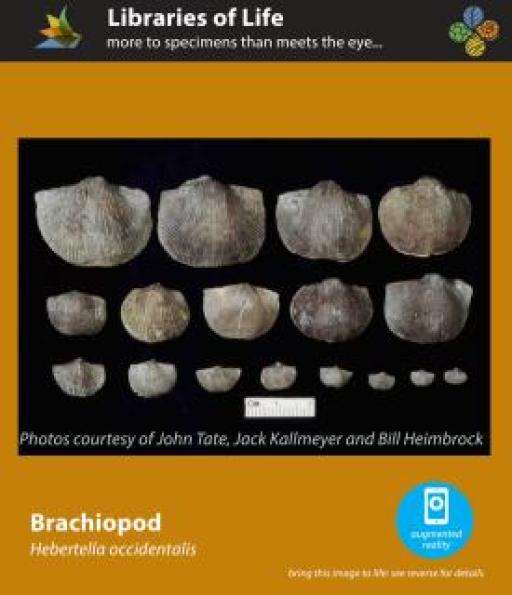 Libraries of Life
more to specimens than meets the eye...
Photos courtesy of John Tate, Jack Kallmeyer and Bill Heimbrock
Brachiopod
Hebertella occidentalis
augmented
reality
bring this image to life: see reverse for details